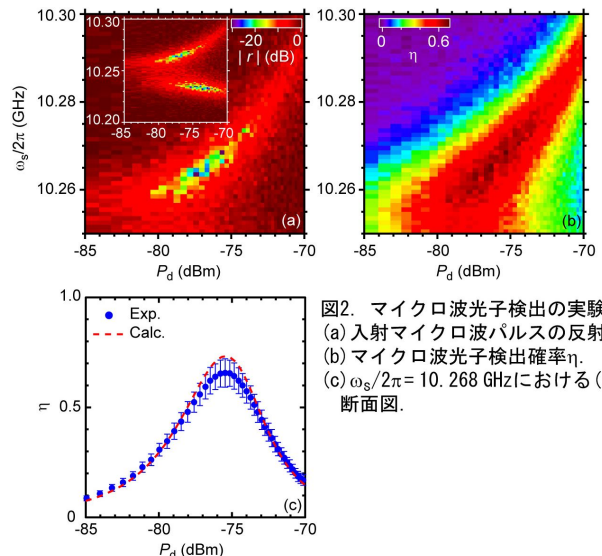 10.30
10.28
10.26
ωs/2π (GHz)
-85
-80
-75
-70
Pd (dBm)
10.30
10.25
10.20
-85
-80
-75
-70
-20
0
| r | (dB)
(a)
10.30
10.28
10.26
0
0.6
η
-85
-80
-75
-70
Pd (dBm)
(b)
1.0
0.5
0
η
Exp.
Calc.
-85
-80
-75
-70
Pd (dBm)
(c)
図2. マイクロ波光子検出の実験
(a)入射マイクロ波パルスの反射
(b)マイクロ波光子検出確率η.
(c)ωs/2π= 10.268 GHzにおける(
断面図.